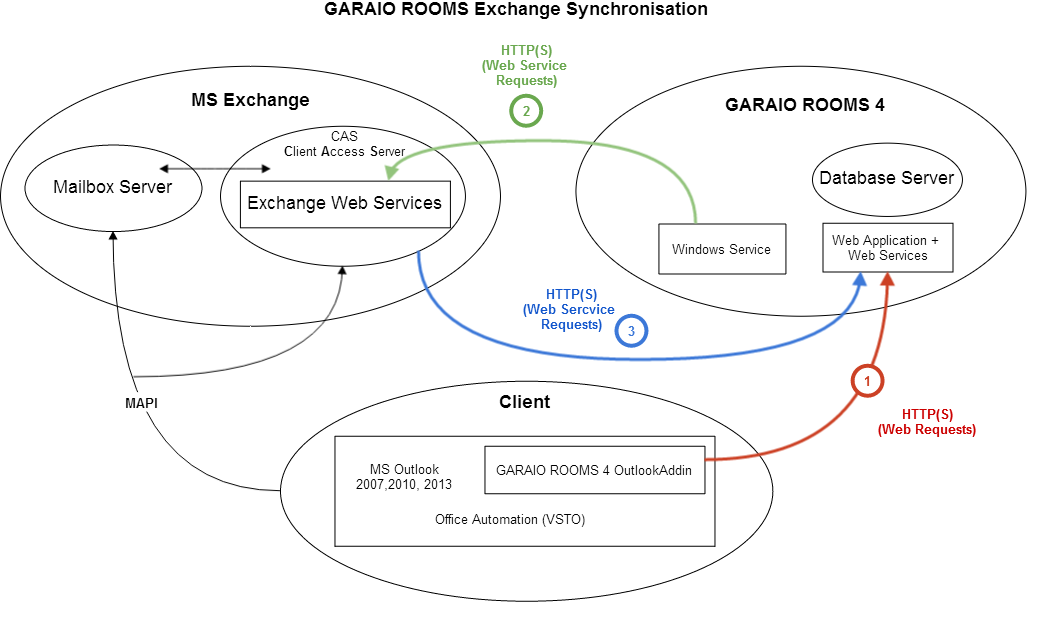 GARAIO ROOMS Exchange Synchronisation
HTTP(S)
(Web Service
Requests)
2
MS Exchange
CAS
Client Access Server
Mailbox Server
Exchange Web Services
GARAIO ROOMS 4
Database Server
Windows Service
Web Application +
Web Services
HTTP(S)
(Web Sercvice
Requests)
3
1
HTTP(S)
(Web Requests)
MAPI
Client
MS Outlook
2007,2010, 2013
GARAIO ROOMS 4 OutlookAddin
Office Automation (VSTO)